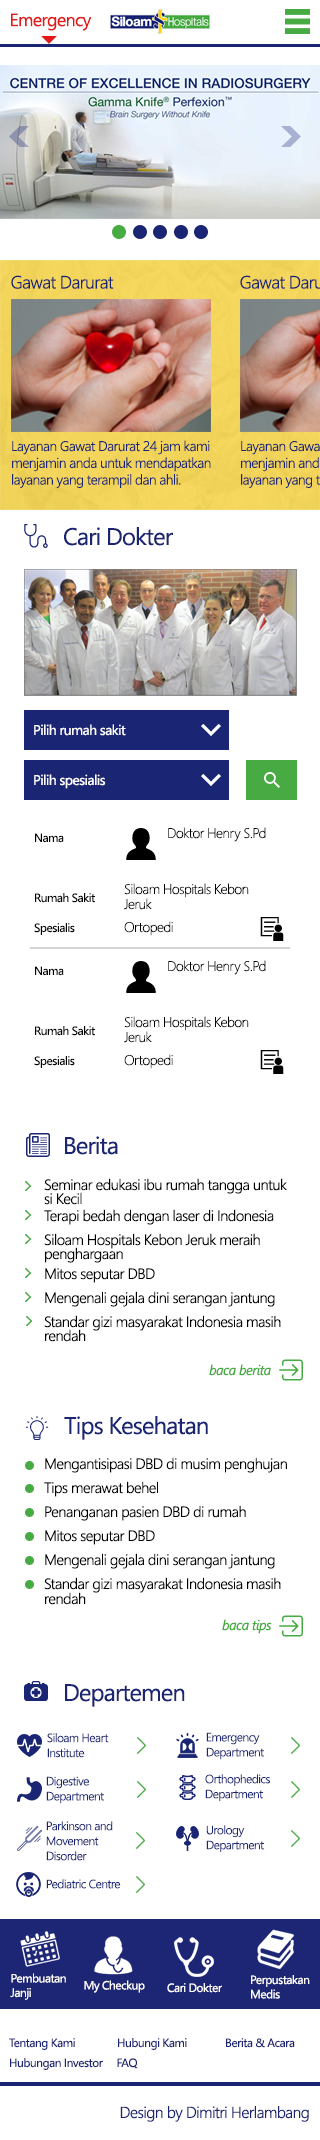 Emergency
Siloam Hospitals
CENTRE OF EXCELLENCE IN RADIOSURGERY
Gamma Knife® Perfexion™
Brain Surgery Without Knife
Gawat Darurat
Gawat Daru
Layanan Gawat Darurat 24 jam kami
menjamin anda untuk mendapatkan
layanan yang terampil dan ahli.
Layanan Gawa
menjamin and
layanan yang t
Cari Dokter
Pilih rumah sakit
Pilih spesialis
Nama
Doktor Henry S.Pd
Rumah Sakit
Siloam Hospitals Kebon
Jeruk
Spesialis
Ortopedi
Nama
Doktor Henry S.Pd
Rumah Sakit
Siloam Hospitals Kebon
Jeruk
Spesialis
Ortopedi
Berita
Seminar edukasi ibu rumah tangga untuk
si Kecil
Terapi bedah dengan laser di Indonesia
Siloam Hospitals Kebon Jeruk meraih
penghargaan
Mitos seputar DBD
Mengenali gejala dini serangan jantung
Standar gizi masyarakat Indonesia masih
rendah
baca berita
Tips Kesehatan
Mengantisipasi DBD di musim penghujan
Tips merawat behel
Penanganan pasien DBD di rumah
Mitos seputar DBD
Mengenali gejala dini serangan jantung
Standar gizi masyarakat Indonesia masih
rendah
baca tips
Departemen
Siloam Heart
Institute
Emergency
Department
Digestive
Department
Orthophedics
Department
Parkinson and
Movement
Disorder
Urology
Department
Pediatric Centre
Pembuatan
Janji
My Checkup
Cari Dokter
Perpustakan
Medis
Tentang Kami
Hubungi Kami
Berita & Acara
Hubungan Investor
FAQ
Design by Dimitri Herlambang